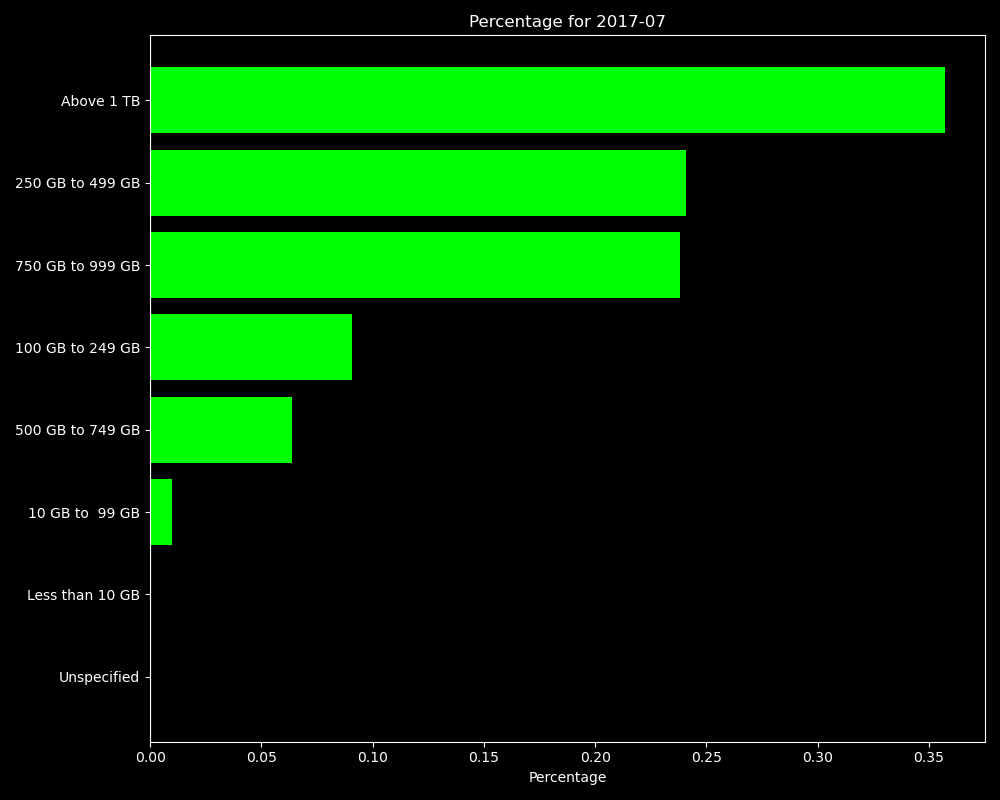 Percentage for 2017-07
Above 1 TB
250 GB to 499 GB
750 GB to 999 GB
100 GB to 249 GB
500 GB to 749 GB
10 GB to  99 GB
Less than 10 GB
Unspecified
0.00 0.05 0.10 0.15 0.20 0.25 0.30 0.35
Percentage